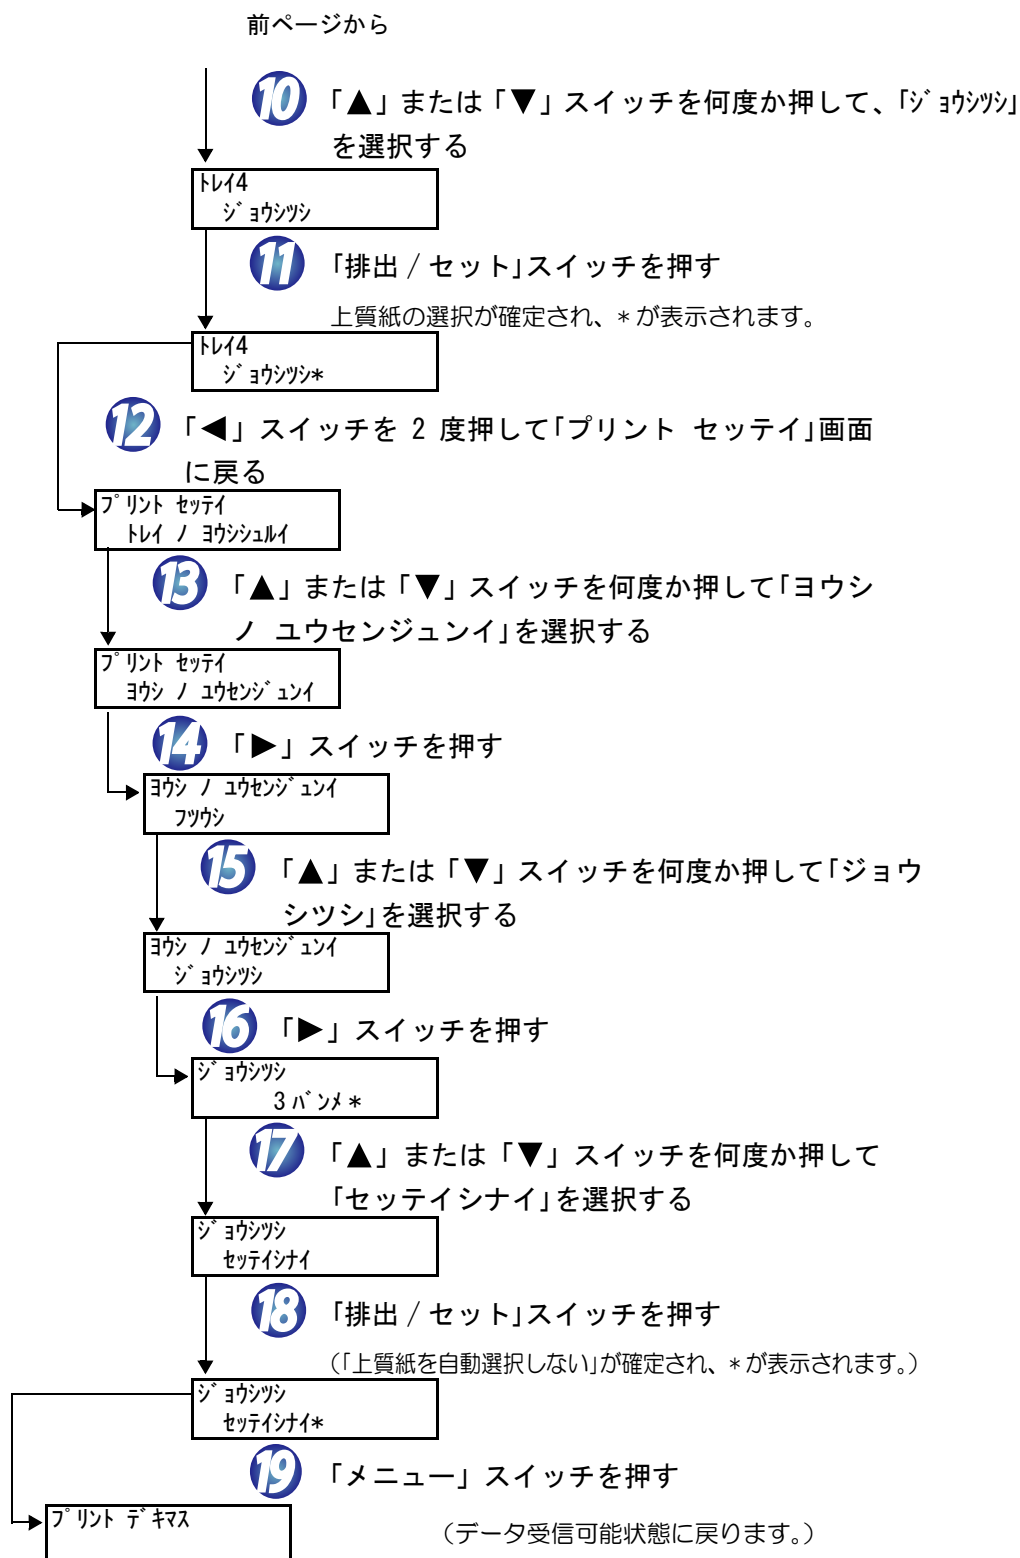 前ページから
10 「▲」または「▼」スイッチを何度か押して、「ｼﾞｮｳｼﾂｼ」
を選択する
ﾄﾚｲ4
ｼﾞｮｳｼﾂｼ
11 「排出／セット」スイッチを押す
上質紙の選択が確定され、＊が表示されます。
ﾄﾚｲ4
ｼﾞｮｳｼﾂｼ*
12 「◀」スイッチを 2 度押して「プリント セッテイ」画面
に戻る
ﾌﾟﾘﾝﾄ ｾｯﾃｲ
ﾄﾚｲ ﾉ ﾖｳｼｼｭﾙｲ
13 「▲」または「▼」スイッチを何度か押して「ヨウシ
ノ ユウセンジュンイ」を選択する
ﾌﾟﾘﾝﾄ ｾｯﾃｲ
ﾖｳｼ ﾉ ﾕｳｾﾝｼﾞｭﾝｲ
14 「▶」スイッチを押す
ﾖｳｼ ﾉ ﾕｳｾﾝｼﾞｭﾝｲ
ﾌﾂｳｼ
15 「▲」または「▼」スイッチを何度か押して「ジョウ
シツシ」を選択する
ﾖｳｼ ﾉ ﾕｳｾﾝｼﾞｭﾝｲ
ｼﾞｮｳｼﾂｼ
16 「▶」スイッチを押す
ｼﾞｮｳｼﾂｼ
3 ﾊﾞﾝﾒ *
17 「▲」または「▼」スイッチを何度か押して
「セッテイシナイ」を選択する
ｼﾞｮｳｼﾂｼ
ｾｯﾃｲｼﾅｲ
18 「排出／セット」スイッチを押す
（「上質紙を自動選択しない」が確定され、＊が表示されます。）
ｼﾞｮｳｼﾂｼ
ｾｯﾃｲｼﾅｲ*
19 「メニュー」スイッチを押す
ﾌﾟﾘﾝﾄ ﾃﾞｷﾏｽ
（データ受信可能状態に戻ります。）